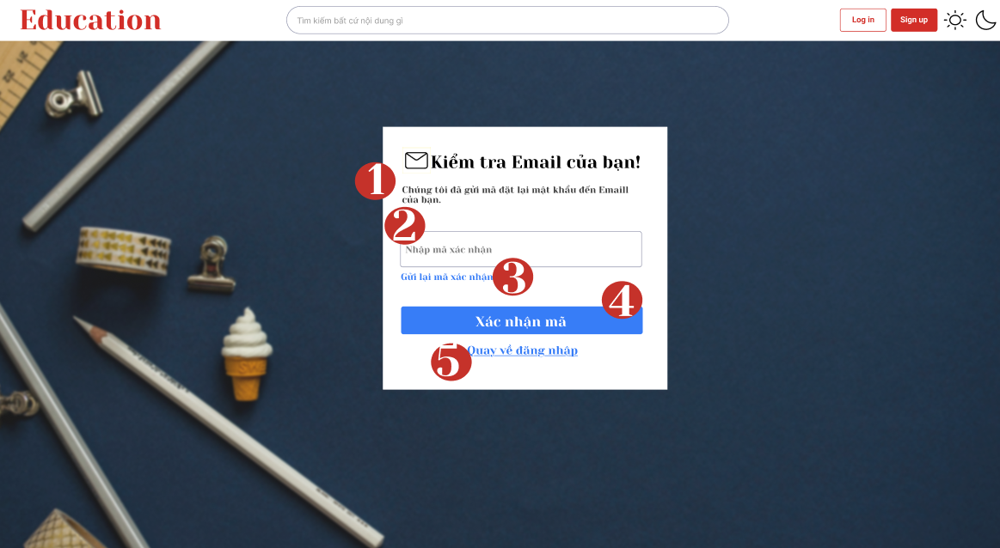 Education
Tìm kiếm bất cứ nội dung gì
Log in
Sign up
Kiểm tra Email của bạn!
1
Chúng tôi đã gửi mã đặt lại mật khẩu đến Emaill
của bạn.
2
Nhập mã xác nhận
Gửi lại mã xác nhận
3
4
Xác nhận mã
5
Quay về đăng nhập